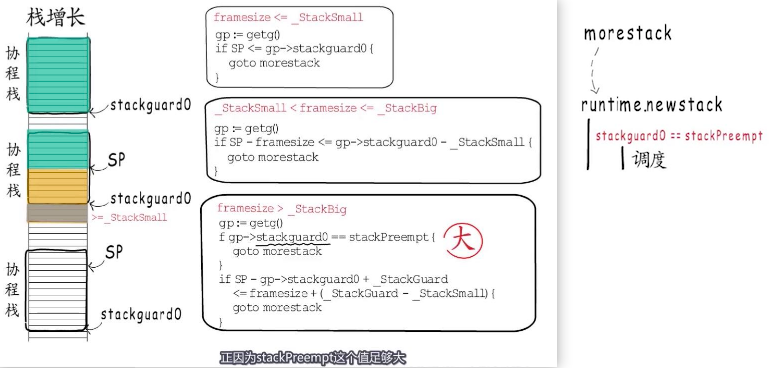 栈增长
协程栈
stackguard0
协程栈
SP
stackguard0
>=_StackSmall
协程栈
SP
stackguard0
framesize <= _StackSmall
gp := getg()
if SP <= gp->stackguard0 {
goto morestack
}
_StackSmall < framesize <= _StackBig
gp := getg()
if SP - framesize <= gp->stackguard0 - _StackSmall {
goto morestack
}
framesize > _StackBig
gp := getg()
f gp->stackguard0 == stackPreempt {
goto morestack
}
if SP - gp->stackguard0 + _StackGuard
<= framesize + (_StackGuard - _StackSmall) {
goto morestack
}
大
morestack
runtime.newstack
stackguard0 == stackPreempt
调度
正因为stackPreempt这个值足够大